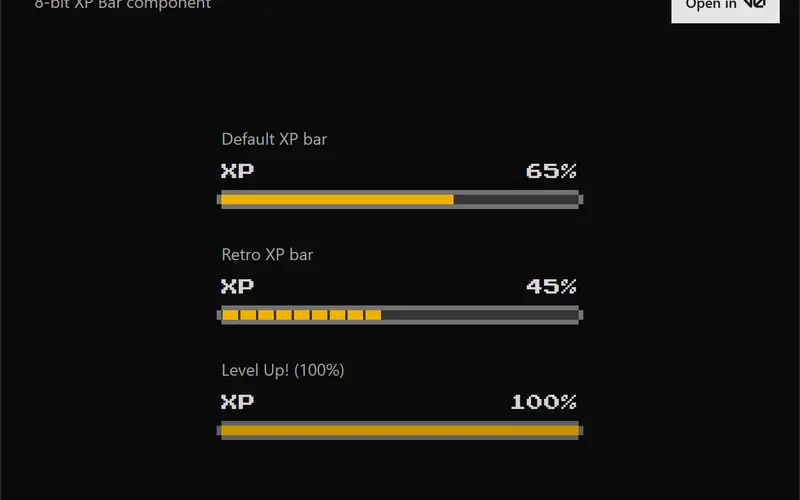 8-bit XP Bar component
Open in v0
Default XP bar
XP 65%
Retro XP bar
XP 45%
Level Up! (100%)
XP 100%